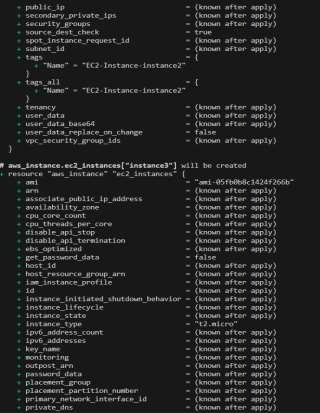 + public_ip = (known after apply)
+ secondary_private_ips = (known after apply)
+ security_groups = (known after apply)
+ source_dest_check = true
+ spot_instance_request_id = (known after apply)
+ subnet_id = (known after apply)
+ tags = {
+ "Name" = "EC2-Instance-instance2"
}
+ tags_all = {
+ "Name" = "EC2-Instance-instance2"
}
+ tenancy = (known after apply)
+ user_data = (known after apply)
+ user_data_base64 = (known after apply)
+ user_data_replace_on_change = false
+ vpc_security_group_ids = (known after apply)
}
# aws_instance.ec2_instances["instance3"] will be created
+ resource "aws_instance" "ec2_instances" {
+ ami = "ami-05fb0b8c1424f266b"
+ arn = (known after apply)
+ associate_public_ip_address = (known after apply)
+ availability_zone = (known after apply)
+ cpu_core_count = (known after apply)
+ cpu_threads_per_core = (known after apply)
+ disable_api_stop = (known after apply)
+ disable_api_termination = (known after apply)
+ ebs_optimized = (known after apply)
+ get_password_data = false
+ host_id = (known after apply)
+ host_resource_group_arn = (known after apply)
+ iam_instance_profile = (known after apply)
+ id = (known after apply)
+ instance_initiated_shutdown_behavior = (known after apply)
+ instance_lifecycle = (known after apply)
+ instance_state = (known after apply)
+ instance_type = "t2.micro"
+ ipv6_address_count = (known after apply)
+ ipv6_addresses = (known after apply)
+ key_name = (known after apply)
+ monitoring = (known after apply)
+ outpost_arn = (known after apply)
+ password_data = (known after apply)
+ placement_group = (known after apply)
+ placement_partition_number = (known after apply)
+ primary_network_interface_id = (known after apply)
+ private_dns = (known after apply)